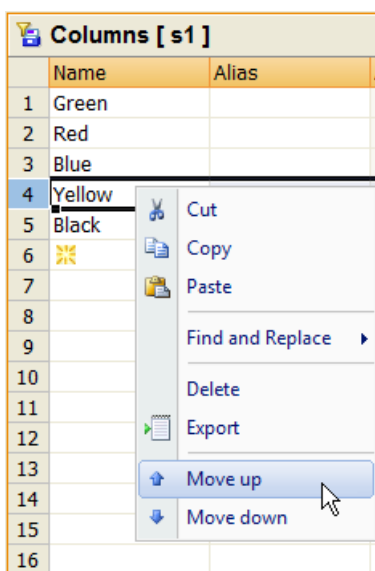 Columns [ s1 ]
Name Alias
1 Green
2 Red
3 Blue
4 Yellow
5 Black
6
7
8
9
10
11
12
13
14
15
16
Cut
Copy
Paste
Find and Replace
Delete
Export
Move up
Move down